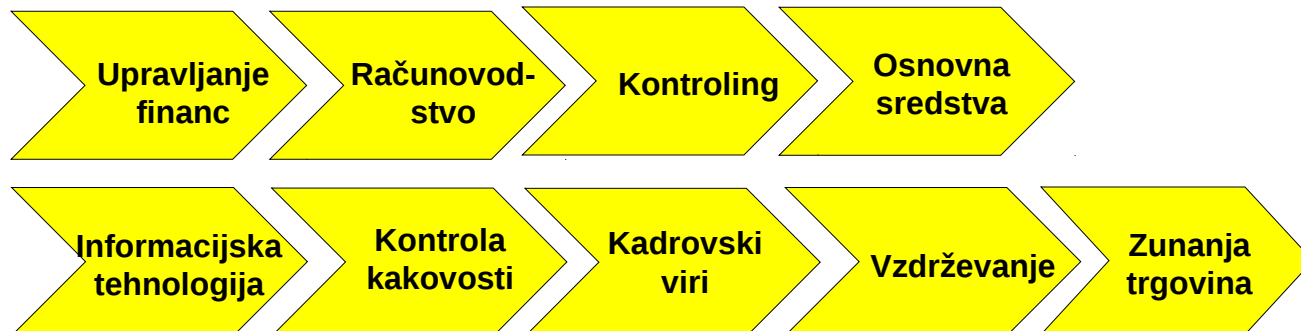 Upravljanje
financ
Računovod-
stvo
Kontroling
Osnovna
sredstva
Informacijska
tehnologija
Kontrola
kakovosti
Kadrovski
viri
Vzdrževanje
Zunanja
trgovina